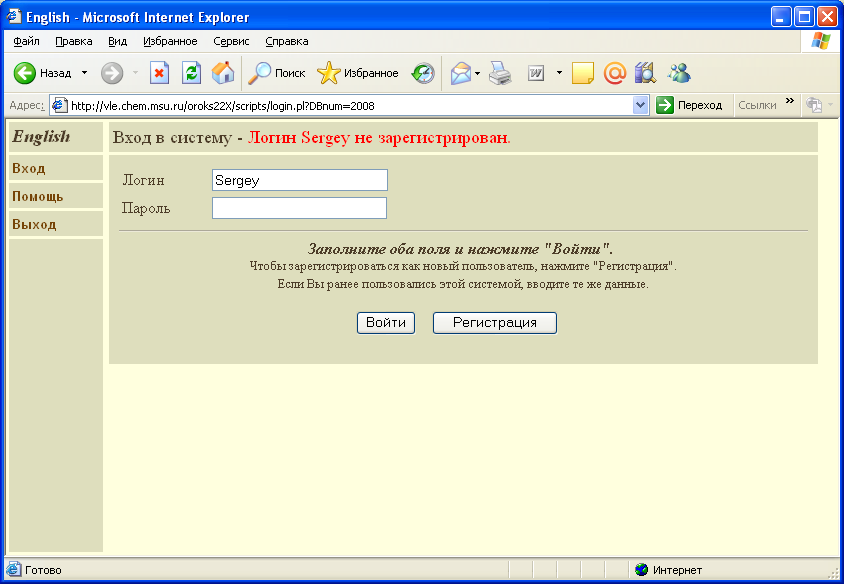 English - Microsoft Internet Explorer
Файл Правка Вид Избранное Сервис Справка
Назад Поиск Избранное W
Адрес: http://vle.chem.msu.ru/oroks22X/scripts/login.pl?DBnum=2008 Переход Ссылки »
English
Вход в систему - Логин Sergey не зарегистрирован.
Вход
Помощь
Выход
Логин Sergey
Пароль
Заполните оба поля и нажмите "Войти".
Чтобы зарегистрироваться как новый пользователь, нажмите "Регистрация".
Если Вы ранее пользовались этой системой, вводите те же данные.
Войти Регистрация
Готово Интернет